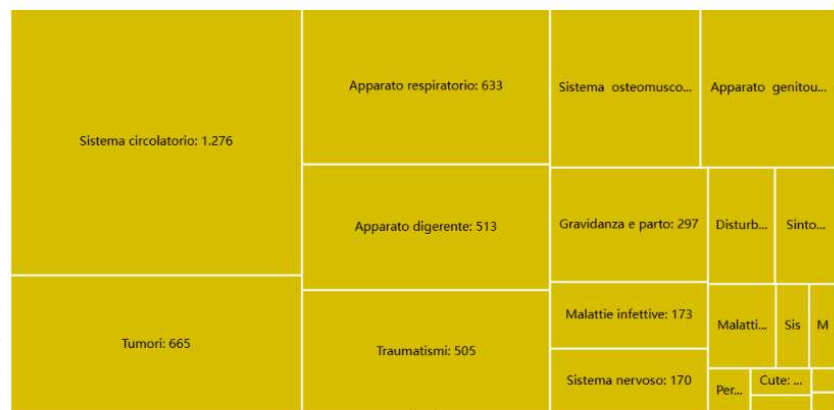 Sistema circolatorio: 1.276
Tumori: 665
Apparato respiratorio: 633
Apparato digerente: 513
Traumatismi: 505
Sistema osteomusco...
Apparato genitou...
Gravidanza e parto: 297
Disturb...
Sinto...
Malattie infettive: 173
Sistema nervoso: 170
Malatti...
Sis
M
Per...
Cute: ...